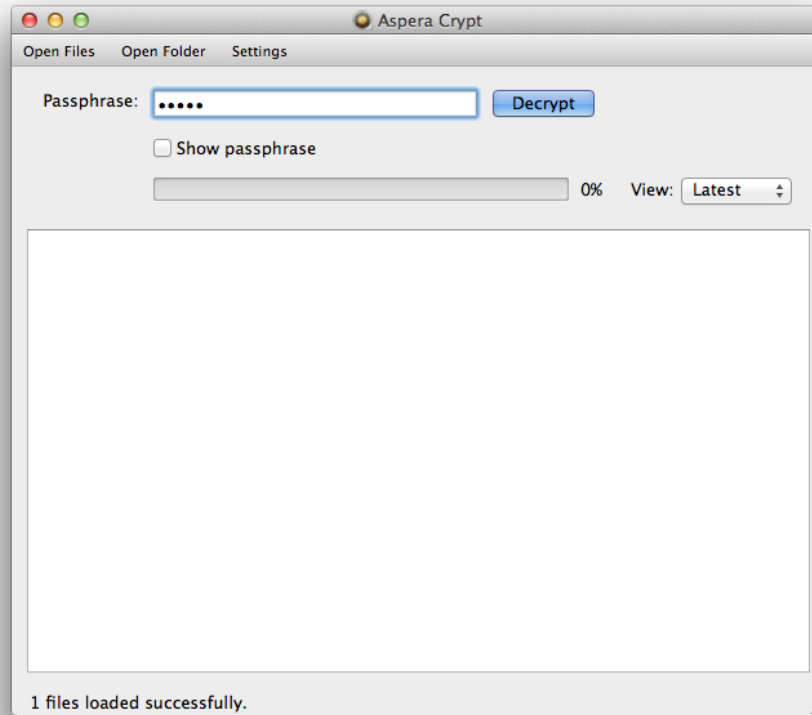 Aspera Crypt
Open Files Open Folder Settings
Passphrase: ••••• Decrypt
Show passphrase
0% View: Latest
1 files loaded successfully.